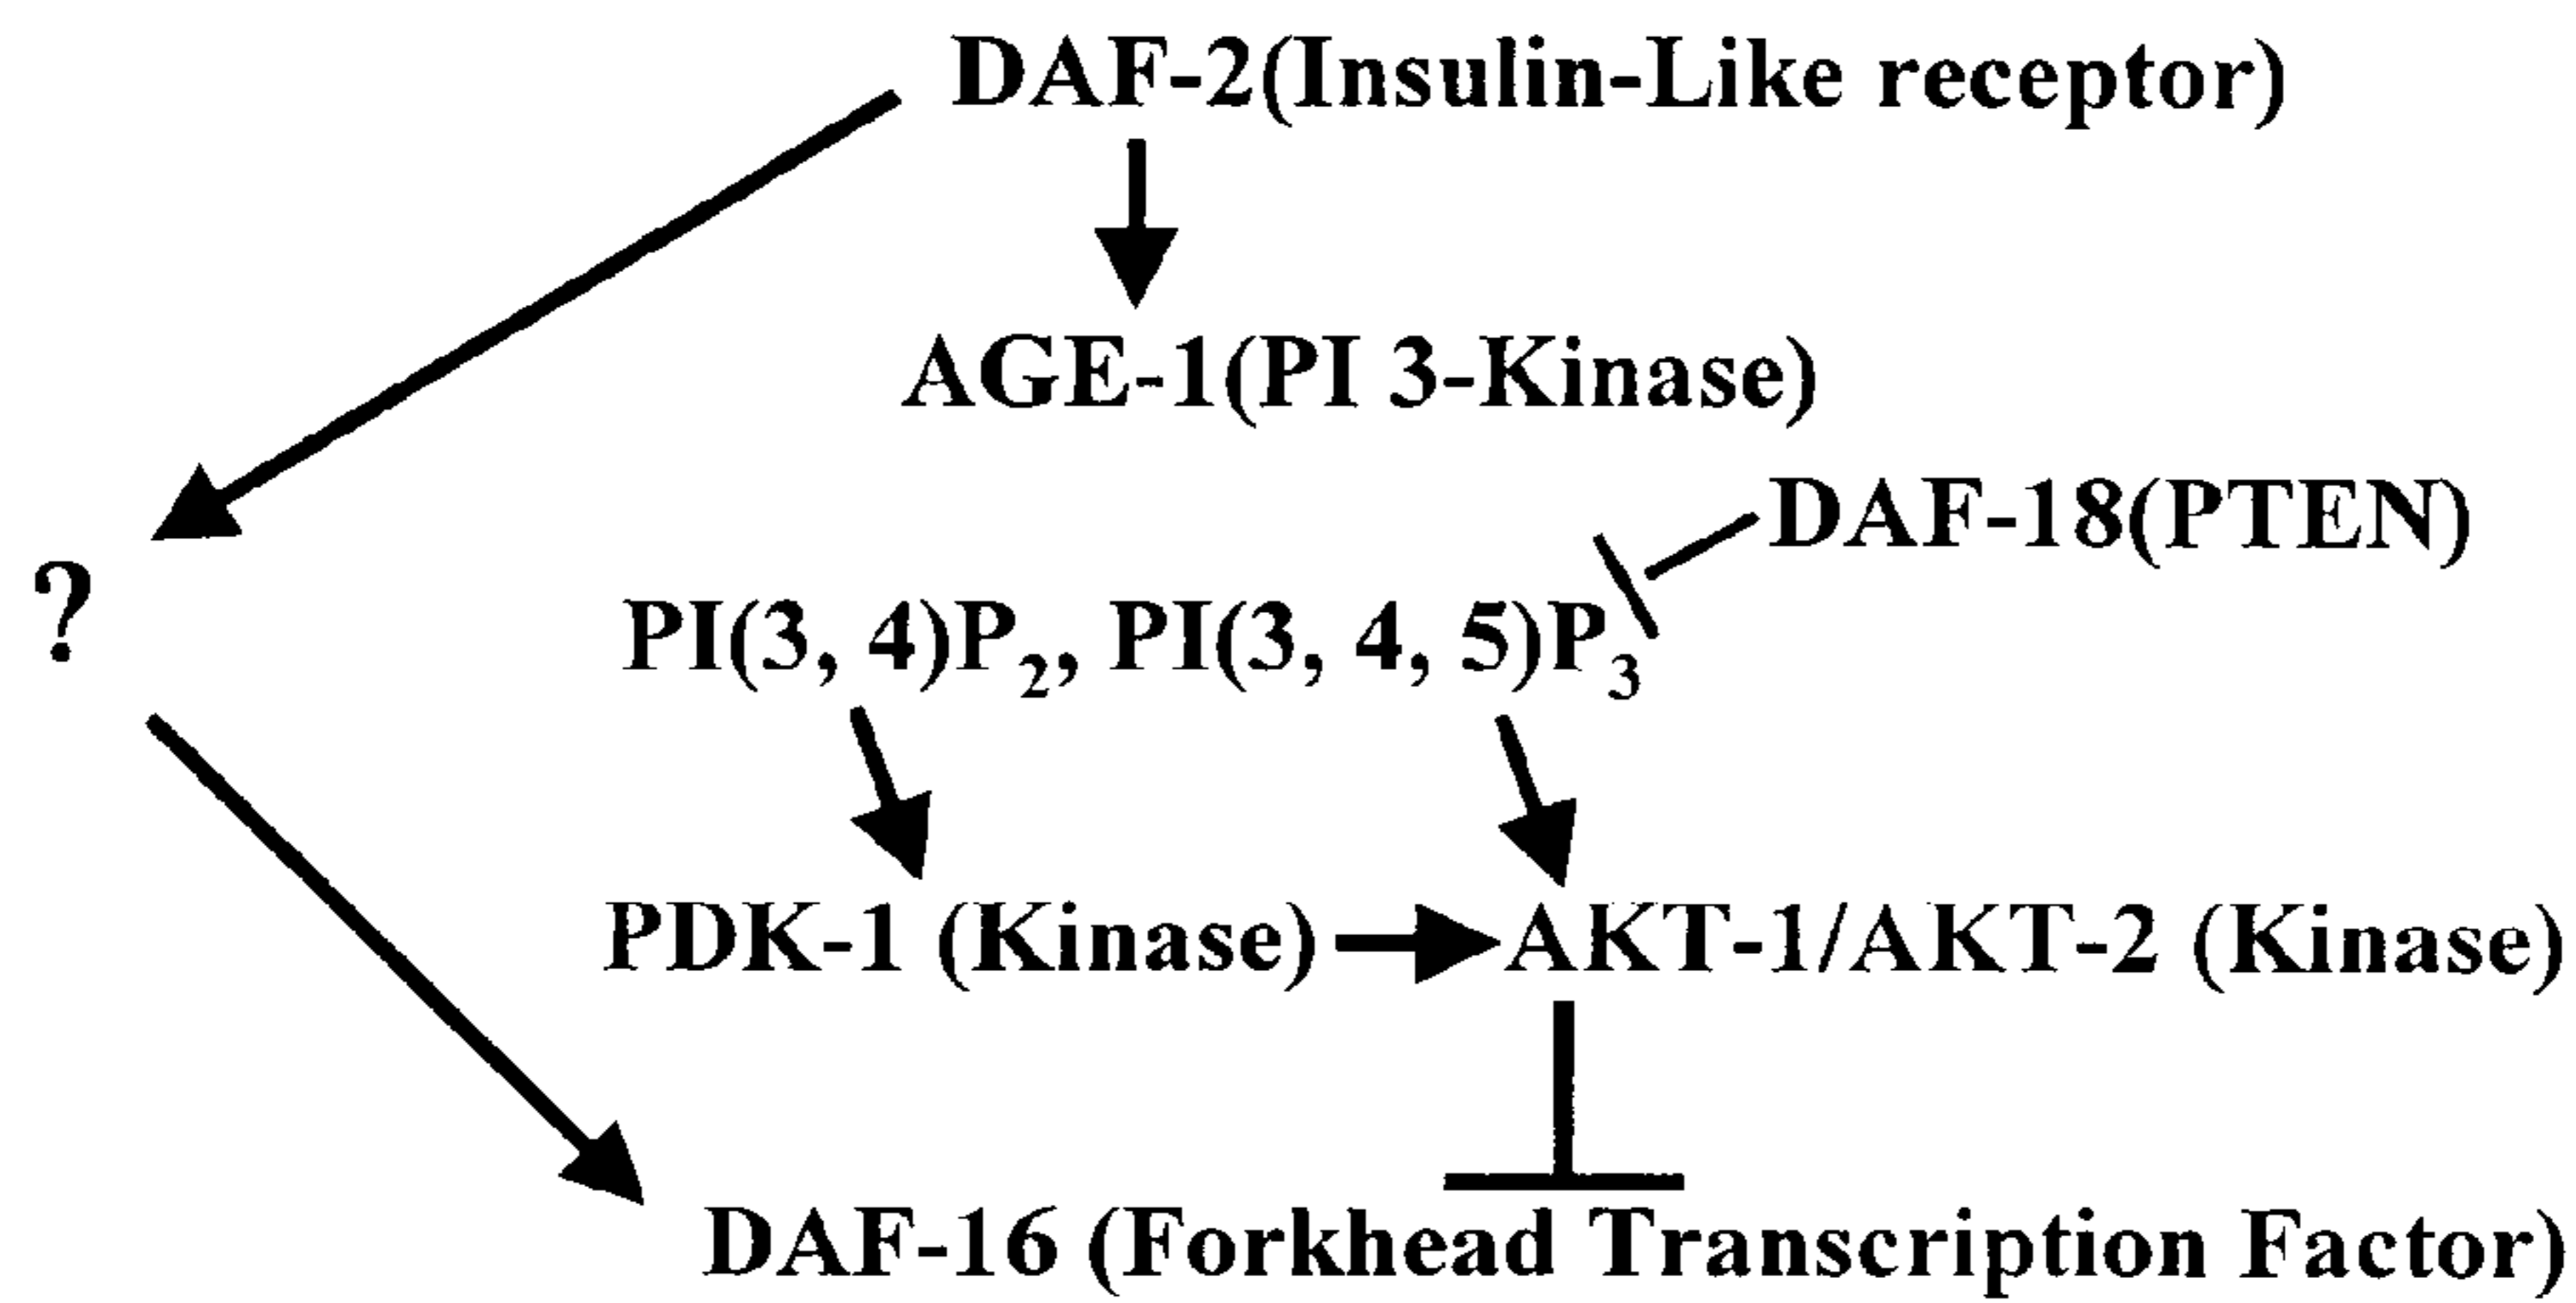 DAF-2(Insulin-Like receptor)
AGE-1(PI 3-Kinase)
DAF-18(PTEN)
?
PI(3, 4)P2, PI(3, 4, 5)P3
PDK-1 (Kinase)
AKT-1/AKT-2 (Kinase)
DAF-16 (Forkhead Transcription Factor)